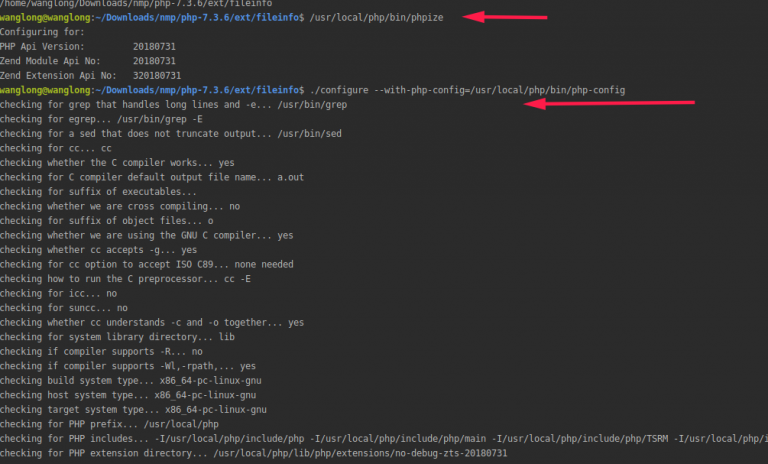 /home/wanglong/Downloads/nmp/php-7.3.6/ext/fileinfo
wanglong@wanglong:~/Downloads/nmp/php-7.3.6/ext/fileinfo$ /usr/local/php/bin/phpize
Configuring for:
PHP Api Version:         20180731
Zend Module Api No:      20180731
Zend Extension Api No:   320180731
wanglong@wanglong:~/Downloads/nmp/php-7.3.6/ext/fileinfo$ ./configure --with-php-config=/usr/local/php/bin/php-config
checking for grep that handles long lines and -e... /usr/bin/grep
checking for egrep... /usr/bin/grep -E
checking for a sed that does not truncate output... /usr/bin/sed
checking for cc... cc
checking whether the C compiler works... yes
checking for C compiler default output file name... a.out
checking for suffix of executables...
checking whether we are cross compiling... no
checking for suffix of object files... o
checking whether we are using the GNU C compiler... yes
checking whether cc accepts -g... yes
checking for cc option to accept ISO C89... none needed
checking how to run the C preprocessor... cc -E
checking for icc... no
checking for suncc... no
checking whether cc understands -c and -o together... yes
checking for system library directory... lib
checking if compiler supports -R... no
checking if compiler supports -Wl,-rpath,... yes
checking build system type... x86_64-pc-linux-gnu
checking host system type... x86_64-pc-linux-gnu
checking target system type... x86_64-pc-linux-gnu
checking for PHP prefix... /usr/local/php
checking for PHP includes... -I/usr/local/php/include/php -I/usr/local/php/include/php/main -I/usr/local/php/include/php/TSRM -I/usr/local/php/i
checking for PHP extension directory... /usr/local/php/lib/php/extensions/no-debug-zts-20180731